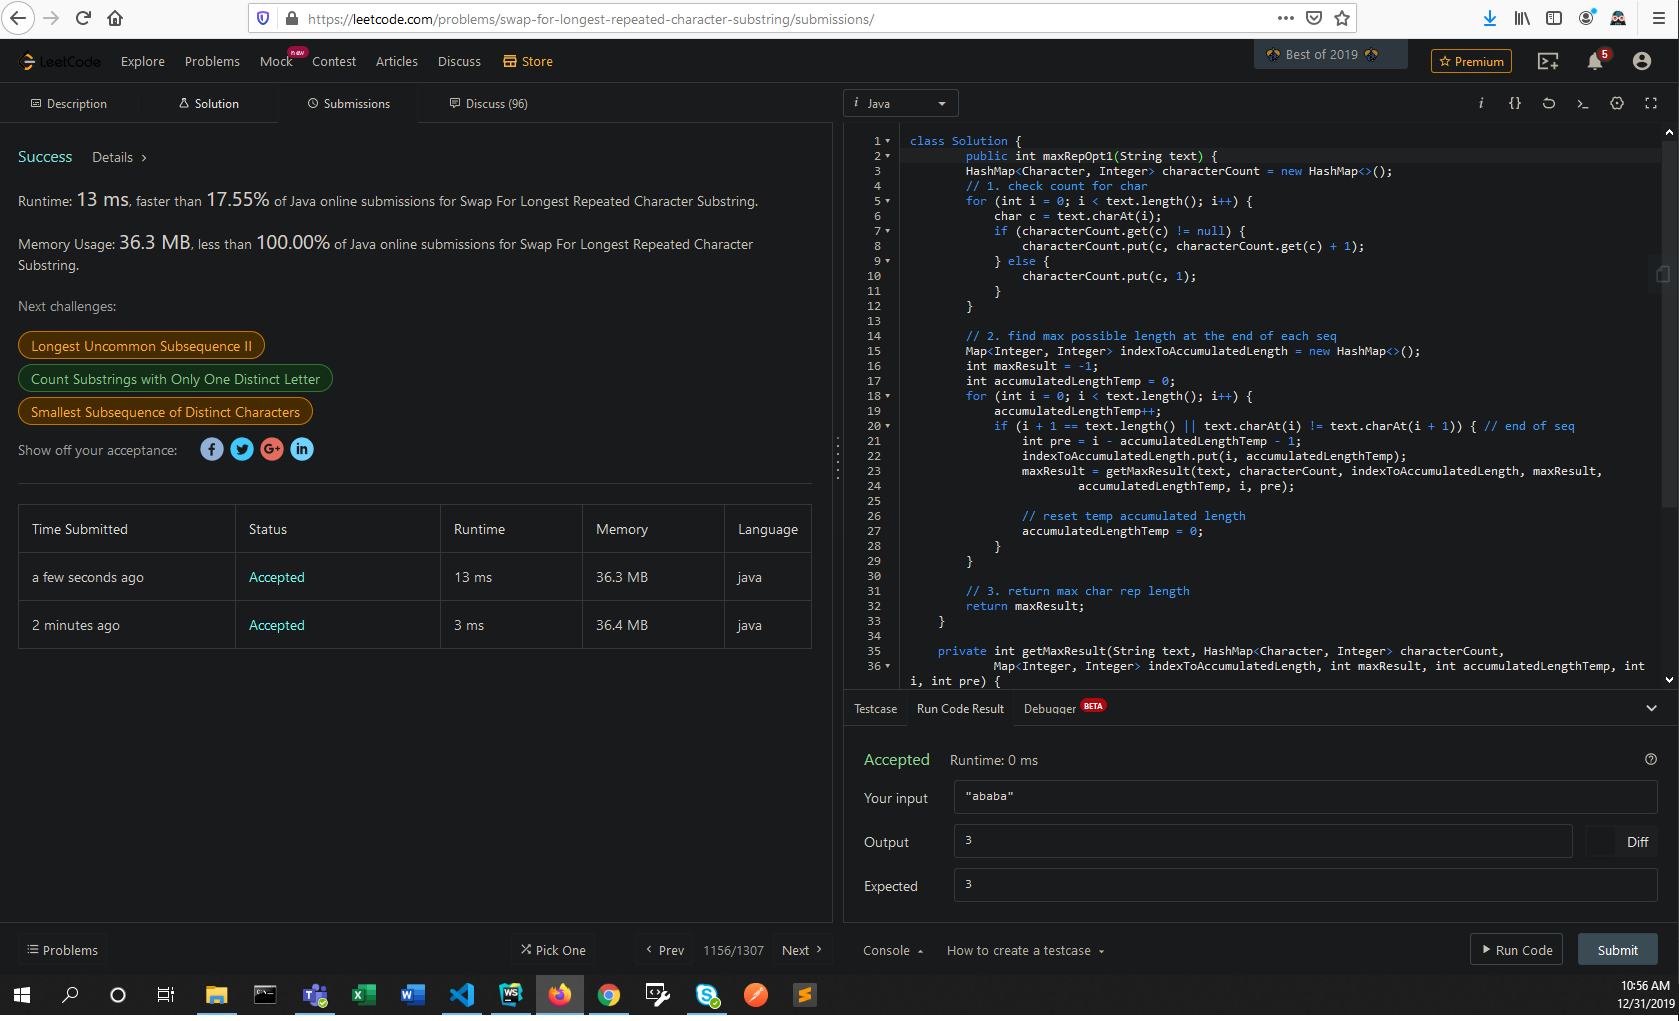 https://leetcode.com/problems/swap-for-longest-repeated-character-substring/submissions/
LeetCode
Explore
Problems
Mock
new
Contest
Articles
Discuss
Store
Best of 2019
Premium
5
Description
Solution
Submissions
Discuss (96)
Success
Details
Runtime: 13 ms, faster than 17.55% of Java online submissions for Swap For Longest Repeated Character Substring.
Memory Usage: 36.3 MB, less than 100.00% of Java online submissions for Swap For Longest Repeated Character
Substring.
Next challenges:
Longest Uncommon Subsequence II
Count Substrings with Only One Distinct Letter
Smallest Subsequence of Distinct Characters
Show off your acceptance:
Time Submitted Status Runtime Memory Language
a few seconds ago Accepted 13 ms 36.3 MB java
2 minutes ago Accepted 3 ms 36.4 MB java
Problems
Pick One
Prev
1156/1307
Next
i Java
i {}
1 class Solution {
2 public int maxRepOpt1(String text) {
3 HashMap<Character, Integer> characterCount = new HashMap<>();
4 // 1. check count for char
5 for (int i = 0; i < text.length(); i++) {
6 char c = text.charAt(i);
7 if (characterCount.get(c) != null) {
8 characterCount.put(c, characterCount.get(c) + 1);
9 } else {
10 characterCount.put(c, 1);
11 }
12 }
13
14 // 2. find max possible length at the end of each seq
15 Map<Integer, Integer> indexToAccumulatedLength = new HashMap<>();
16 int maxResult = -1;
17 int accumulatedLengthTemp = 0;
18 for (int i = 0; i < text.length(); i++) {
19 accumulatedLengthTemp++;
20 if (i + 1 == text.length() || text.charAt(i) != text.charAt(i + 1)) { // end of seq
21 int pre = i - accumulatedLengthTemp - 1;
22 indexToAccumulatedLength.put(i, accumulatedLengthTemp);
23 maxResult = getMaxResult(text, characterCount, indexToAccumulatedLength, maxResult,
24 accumulatedLengthTemp, i, pre);
25
26 // reset temp accumulated length
27 accumulatedLengthTemp = 0;
28 }
29 }
30
31 // 3. return max char rep length
32 return maxResult;
33 }
34
35 private int getMaxResult(String text, HashMap<Character, Integer> characterCount,
36 Map<Integer, Integer> indexToAccumulatedLength, int maxResult, int accumulatedLengthTemp, int
i, int pre) {
Testcase
Run Code Result
Debugger
BETA
Accepted
Runtime: 0 ms
Your input
"ababa"
Output
3
Diff
Expected
3
Console
How to create a testcase
Run Code
Submit
10:56 AM
12/31/2019